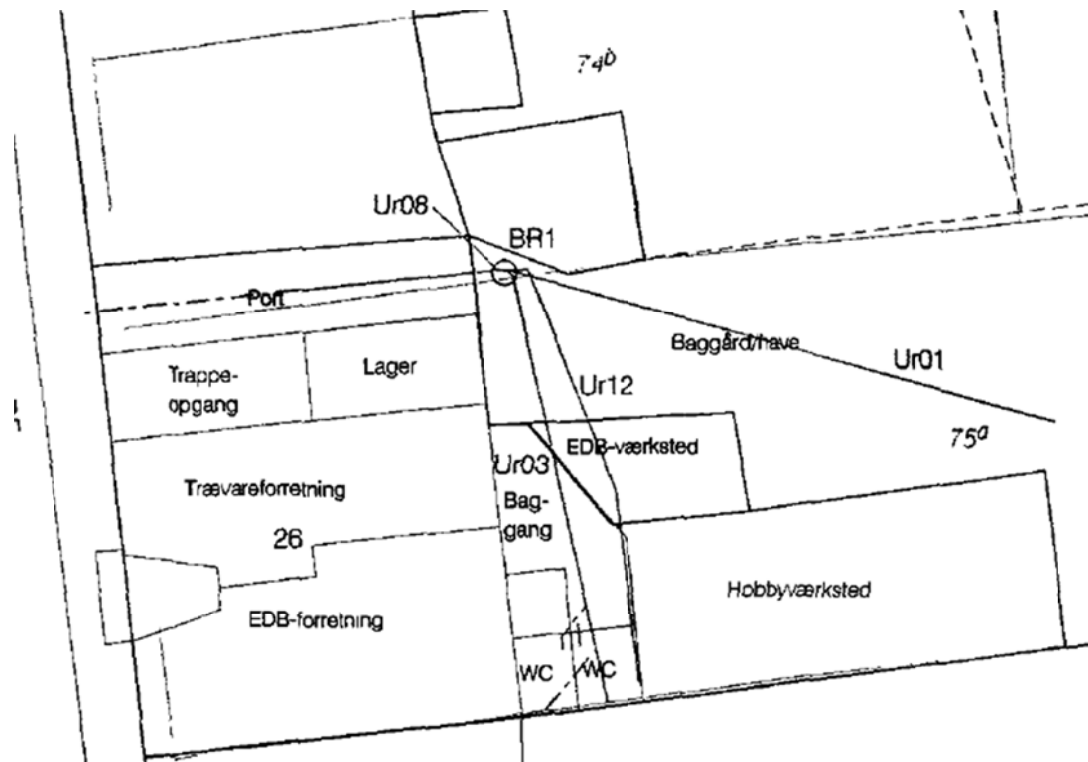 74b
Ur08
BR1
Port
Baggård/have
Ur01
Trappe-
opgang
Lager
Ur12
75a
EDB-værksted
Ur03
Trævareforretning
Bag-
gang
26
Hobbyværksted
EDB-forretning
WC
WC